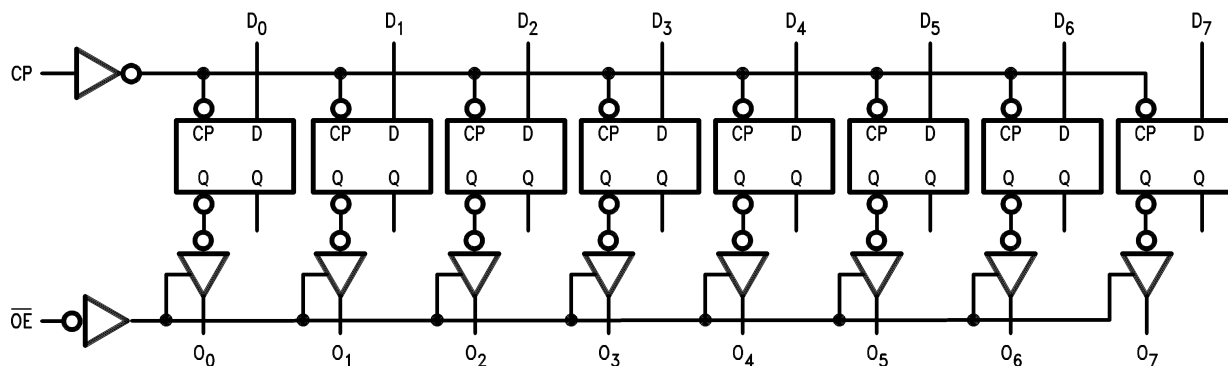 D0 D1 D2 D3 D4 D5 D6 D7
CP
CP D CP D CP D CP D CP D CP D CP D CP D
Q Q Q Q Q Q Q Q Q Q Q Q Q Q Q Q
O̅E̅
O0 O1 O2 O3 O4 O5 O6 O7